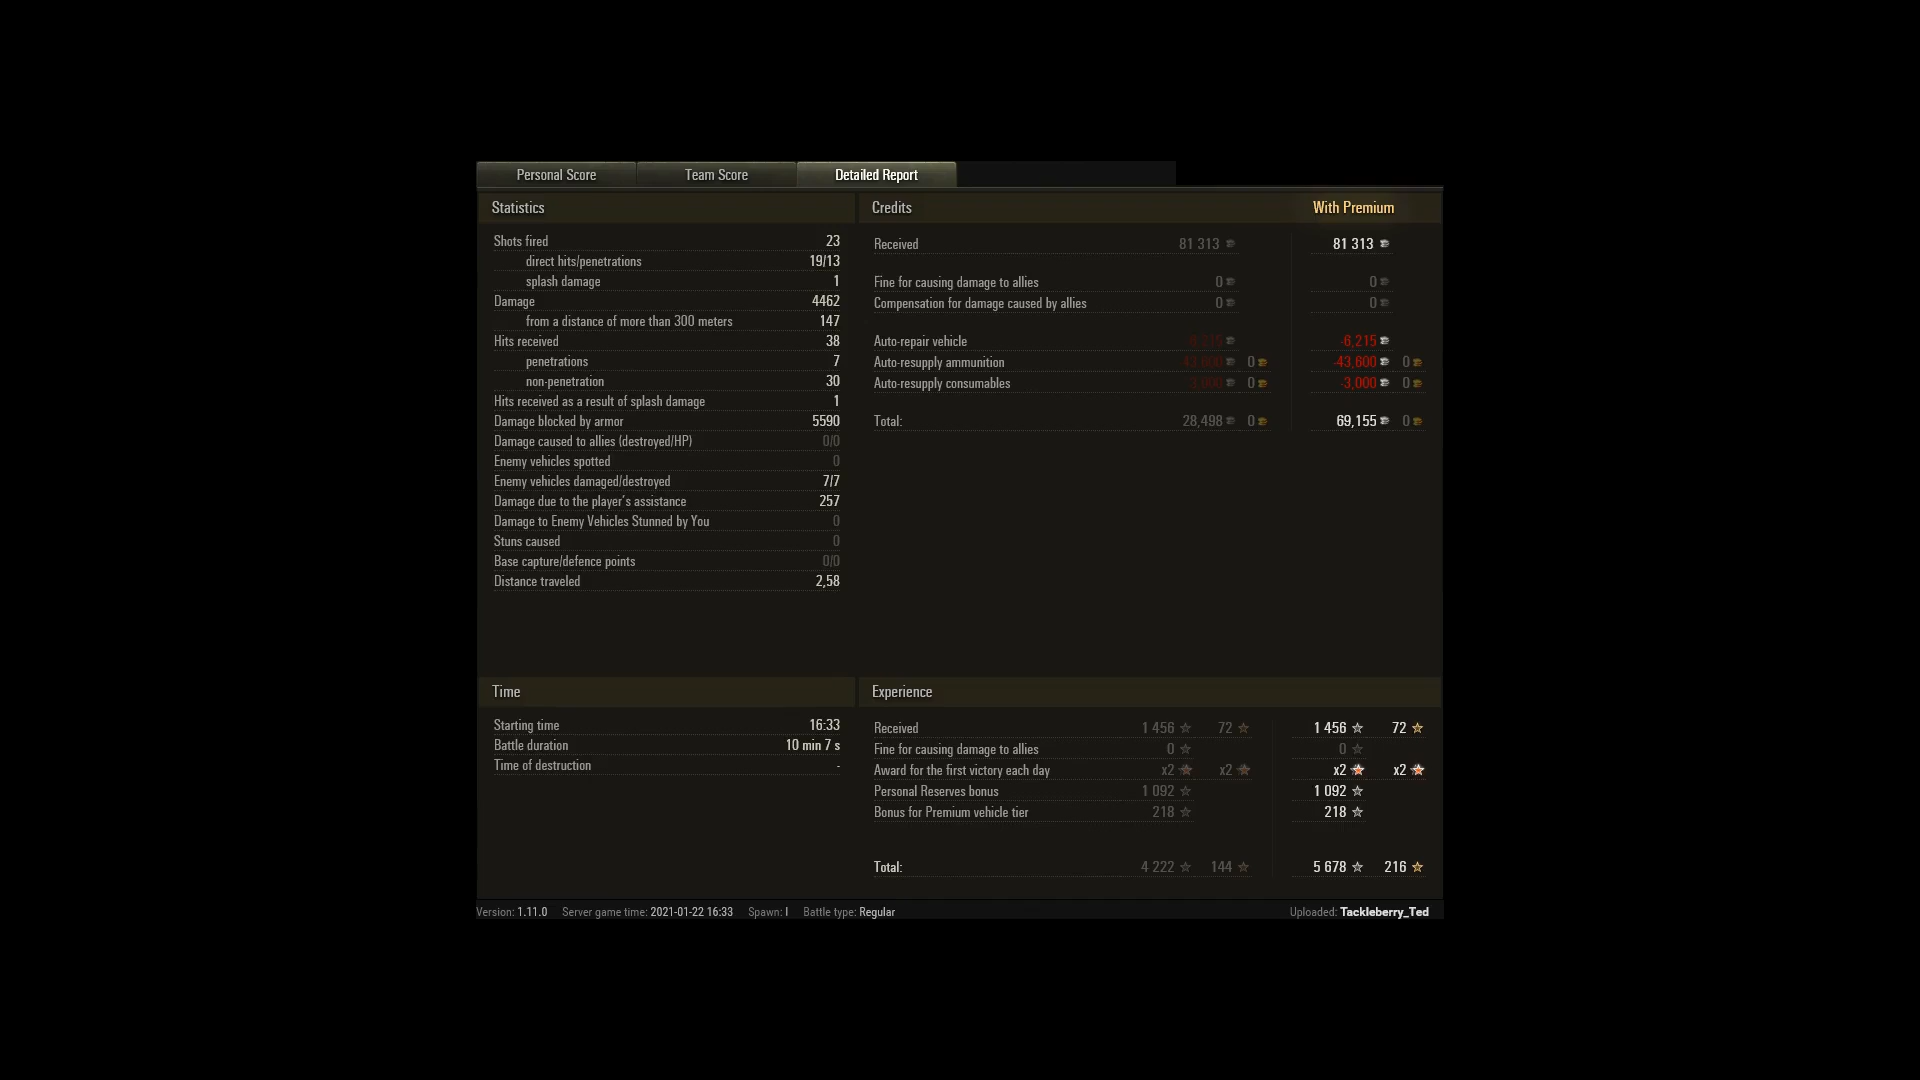 Personal Score Team Score Detailed Report
Statistics
Shots fired 23
direct hits/penetrations 19/13
splash damage 1
Damage 4462
from a distance of more than 300 meters 147
Hits received 38
penetrations 7
non-penetration 30
Hits received as a result of splash damage 1
Damage blocked by armor 5590
Damage caused to allies (destroyed/HP) 0/0
Enemy vehicles spotted 0
Enemy vehicles damaged/destroyed 7/7
Damage due to the player's assistance 257
Damage to Enemy Vehicles Stunned by You 0
Stuns caused 0
Base capture/defence points 0/0
Distance traveled 2,58
Credits With Premium
Received 81 313 81 313
Fine for causing damage to allies 0 0
Compensation for damage caused by allies 0 0
Auto-repair vehicle -6,215
Auto-resupply ammunition 0 -43,600 0
Auto-resupply consumables 0 -3,000 0
Total: 28,498 0 69,155 0
Time
Starting time 16:33
Battle duration 10 min 7 s
Time of destruction -
Experience
Received 1 456 72 1 456 72
Fine for causing damage to allies 0 0
Award for the first victory each day x2 x2 x2 x2
Personal Reserves bonus 1 092 1 092
Bonus for Premium vehicle tier 218 218
Total: 4 222 144 5 678 216
Version: 1.11.0 Server game time: 2021-01-22 16:33 Spawn: I Battle type: Regular Uploaded: Tackleberry_Ted